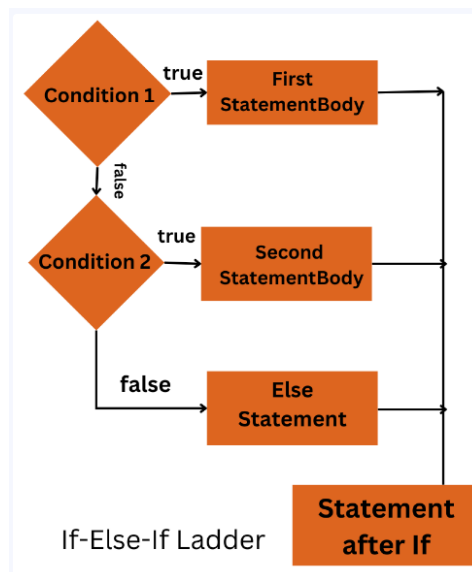 Condition 1
true
First
StatementBody
false
Condition 2
true
Second
StatementBody
false
Else
Statement
Statement
after If
If-Else-If Ladder